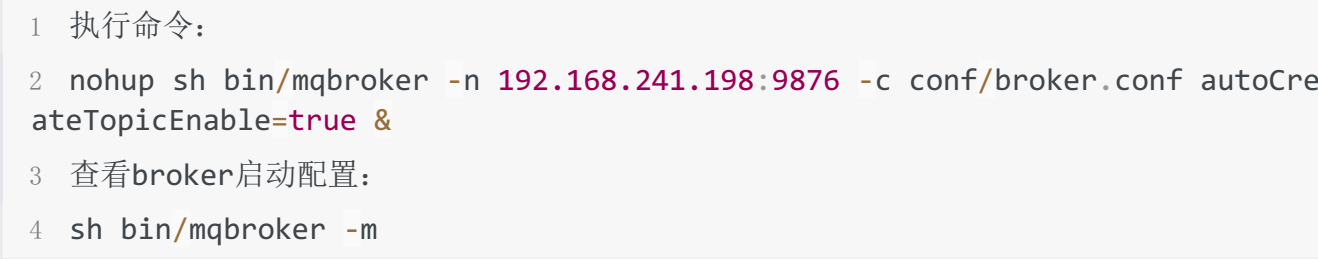 1 执行命令：
2 nohup sh bin/mqbroker -n 192.168.241.198:9876 -c conf/broker.conf autoCre
ateTopicEnable=true &
3 查看broker启动配置：
4 sh bin/mqbroker -m